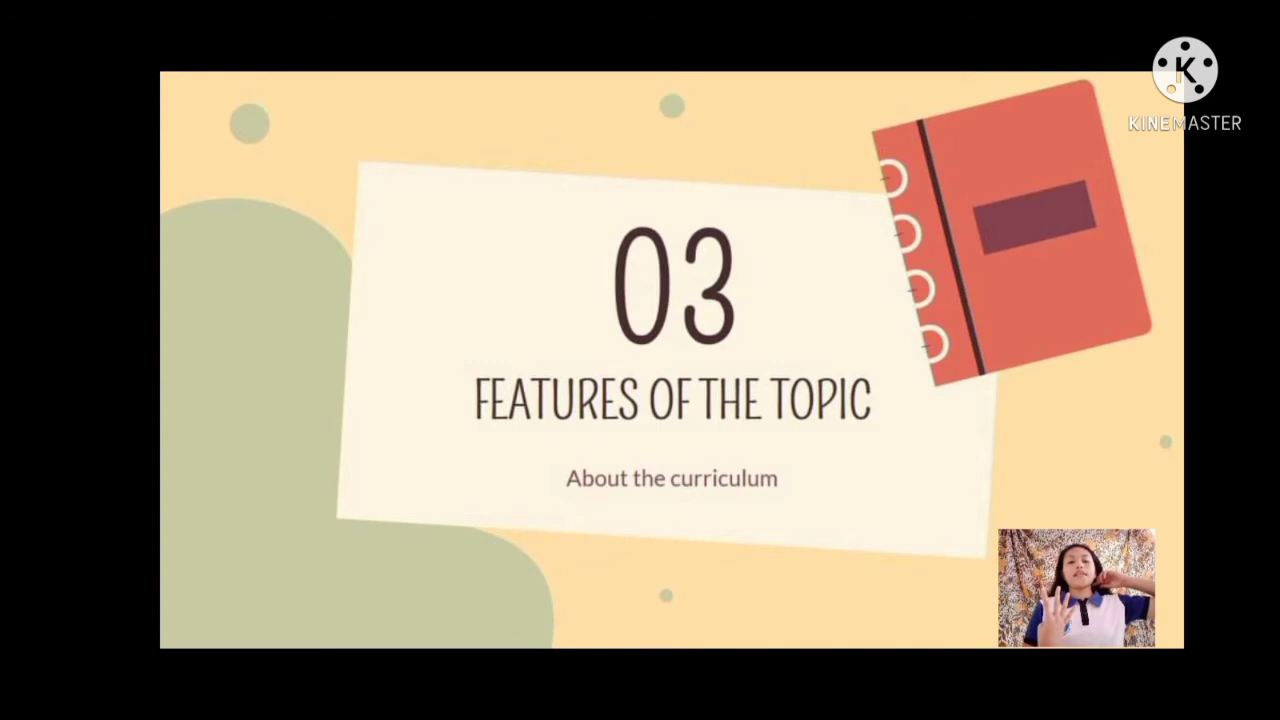 K
KINEMASTER
03
FEATURES OF THE TOPIC
About the curriculum